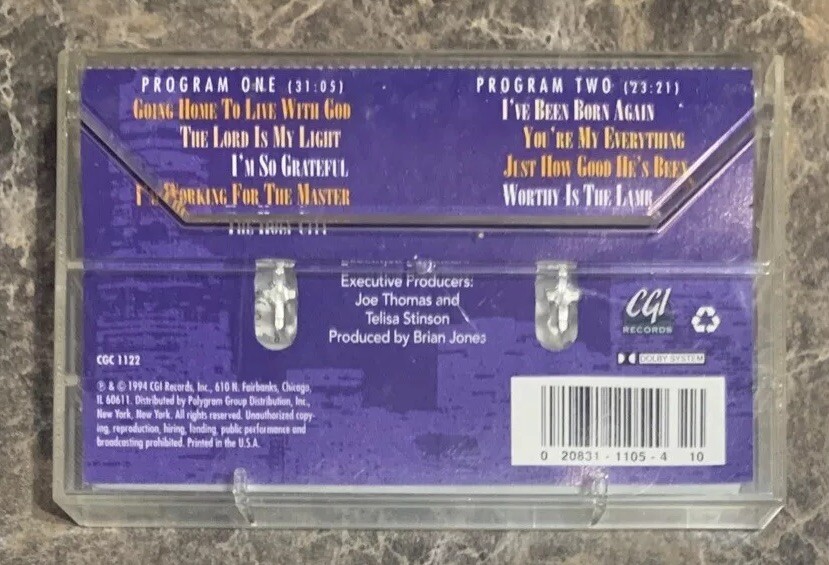 PROGRAM ONE (31:05)
GOING HOME TO LIVE WITH GOD
THE LORD IS MY LIGHT
I'M SO GRATEFUL
I'M WORKING FOR THE MASTER
THE HOLY CITY
PROGRAM TWO (23:21)
I'VE BEEN BORN AGAIN
YOU'RE MY EVERYTHING
JUST HOW GOOD HE'S BEEN
WORTHY IS THE LAMB
Executive Producers:
Joe Thomas and
Telisa Stinson
Produced by Brian Jones
CGI
RECORDS
DOLBY SYSTEM
CGC 1122
℗ & © 1994 CGI Records, Inc., 610 N. Fairbanks, Chicago,
IL 60611. Distributed by Polygram Group Distribution, Inc.,
New York, New York. All rights reserved. Unauthorized copy-
ing, reproduction, hiring, lending, public performance and
broadcasting prohibited. Printed in the U.S.A.
0 20831-1105-4 10